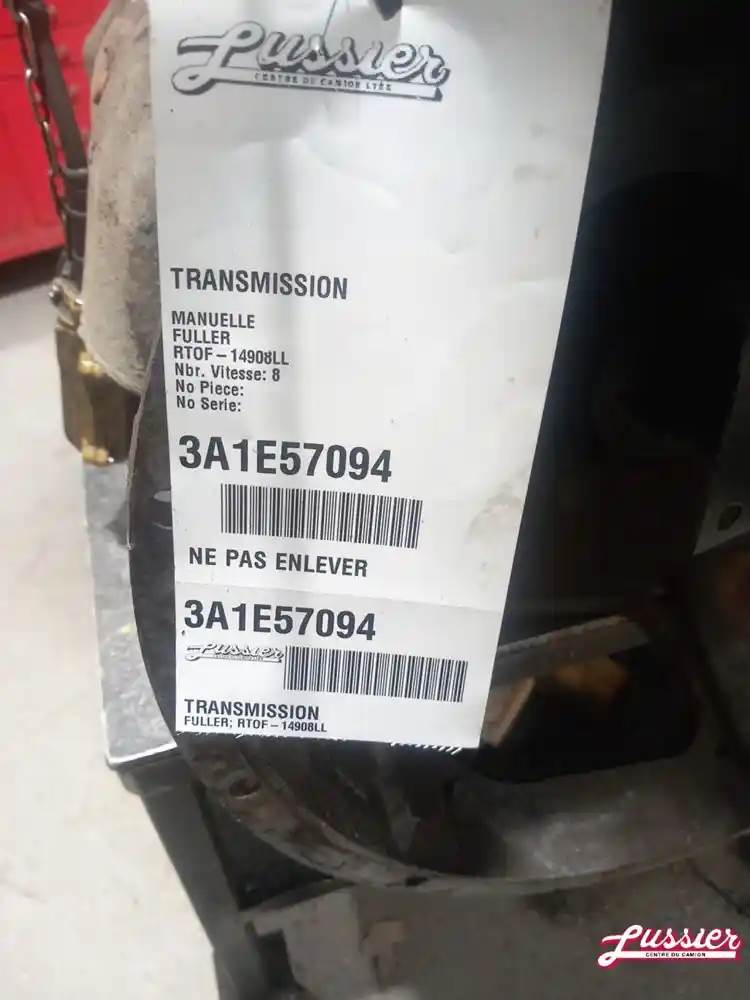 Lussier
CENTRE DU CAMION LTÉE
TRANSMISSION
MANUELLE
FULLER
RTOF-14908LL
Nbr. Vitesse: 8
No Piece:
No Serie:
3A1E57094
NE PAS ENLEVER
3A1E57094
Lussier
TRANSMISSION
FULLER; RTOF-14908LL
Lussier
CENTRE DU CAMION